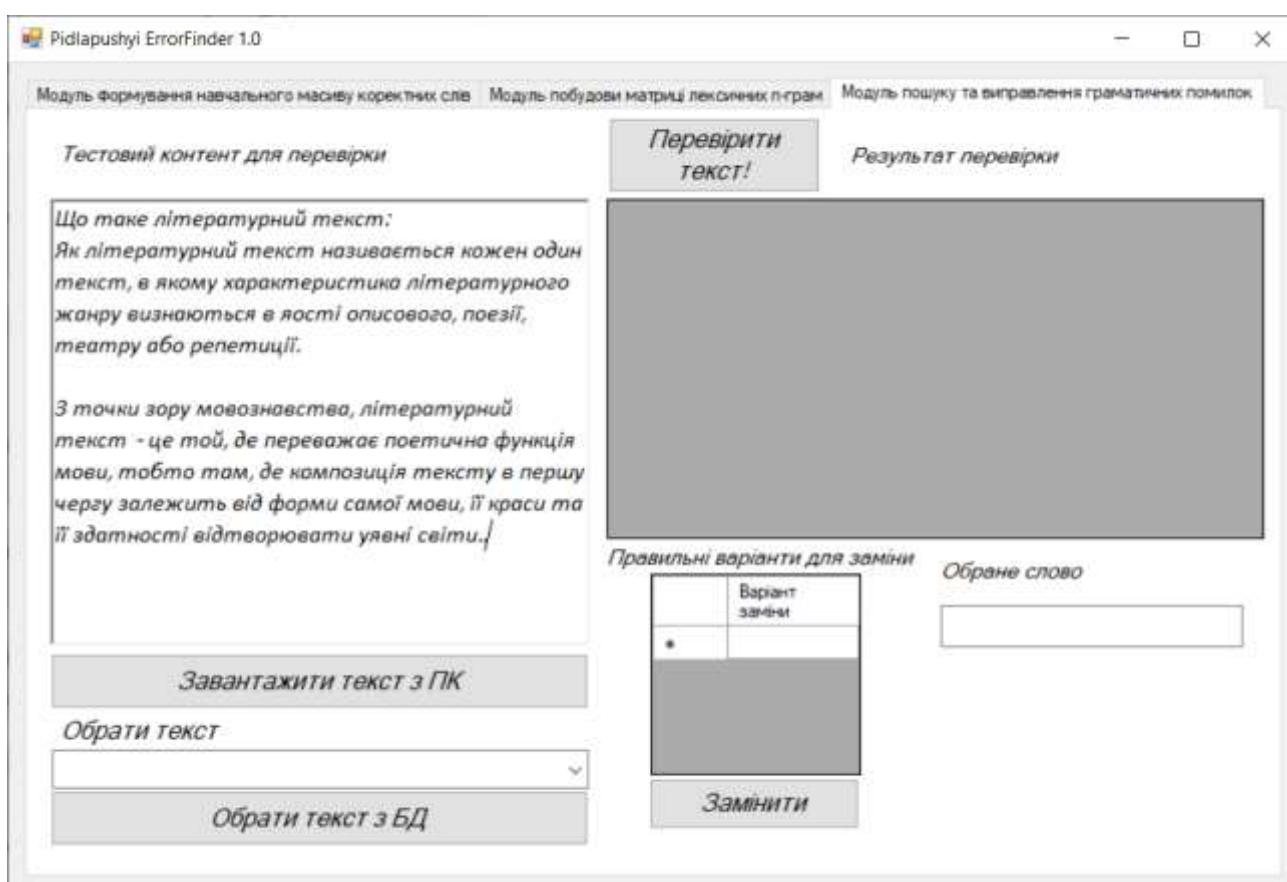 Pidlapushyi ErrorFinder 1.0
Модуль формування навчального масиву коректних слів
Модуль побудови матриці лексичних n-грам
Модуль пошуку та виправлення граматичних помилок
Тестовий контент для перевірки
Перевірити
текст!
Результат перевірки
Що таке літературний текст:
Як літературний текст називається кожен один
текст, в якому характеристика літературного
жанру визнаються в яості описового, поезії,
театру або репетиції.
З точки зору мовознавства, літературний
текст - це той, де переважає поетична функція
мови, тобто там, де композиція тексту в першу
чергу залежить від форми самої мови, її краси та
її здатності відтворювати уявні світи.
Правильні варіанти для заміни
Обране слово
Варіант
заміни
Завантажити текст з ПК
Обрати текст
Обрати текст з БД
Замінити